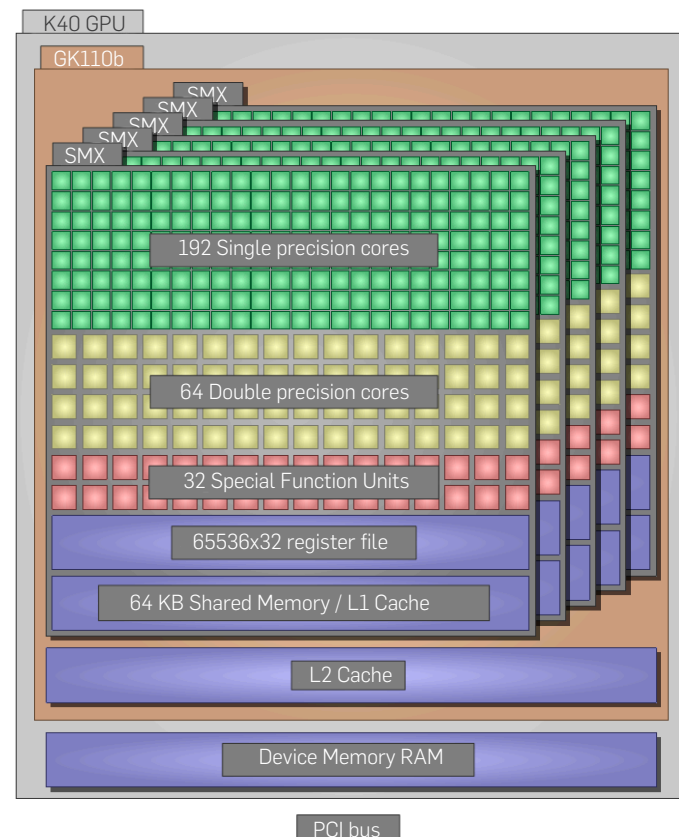 K40 GPU
GK110b
SMX
SMX
SMX
SMX
SMX
192 Single precision cores
64 Double precision cores
32 Special Function Units
65536x32 register file
64 KB Shared Memory / L1 Cache
L2 Cache
Device Memory RAM
PCI bus